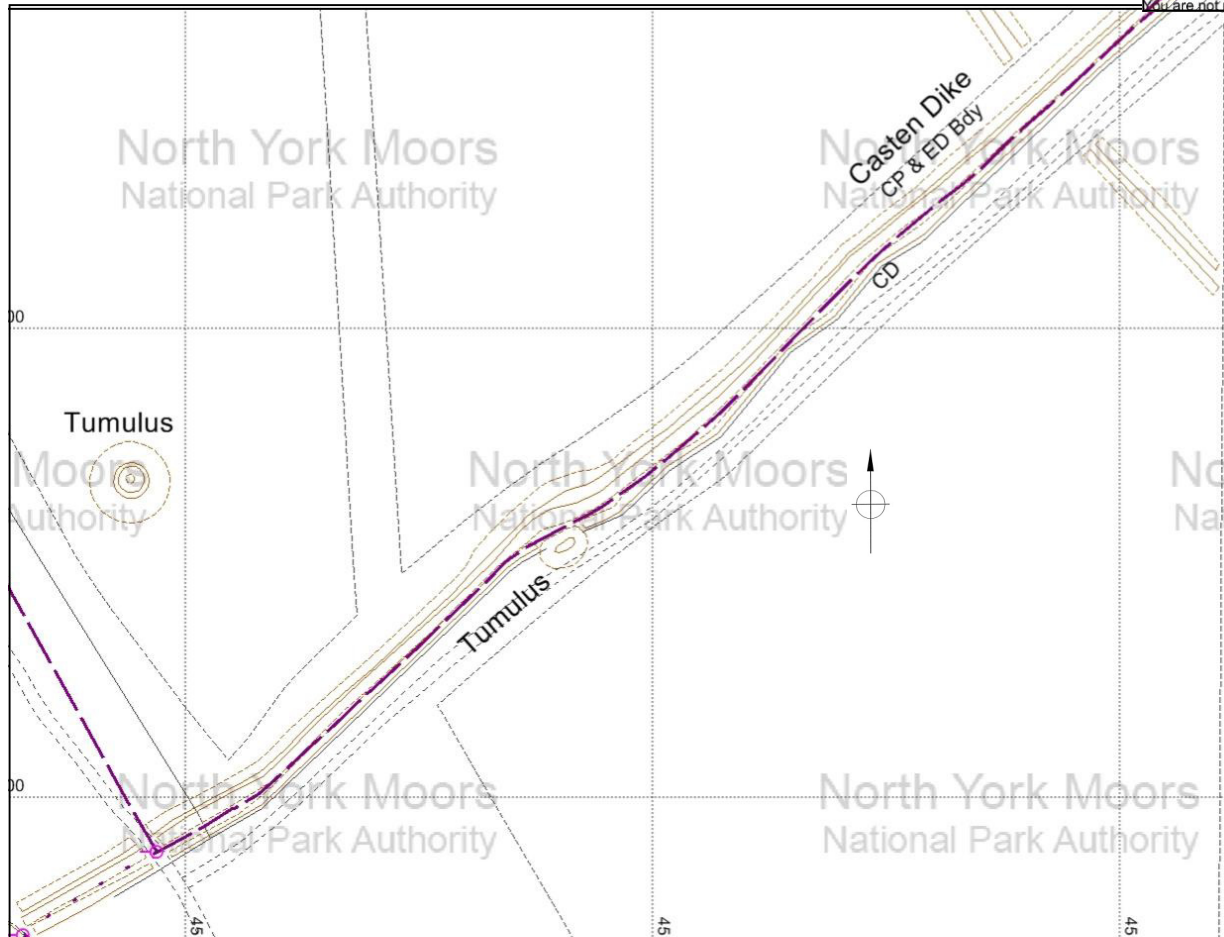 You are not
Casten Dike
CP & ED Bdy
North York Moors
National Park Authority
North York Moors
National Park Authority
CD
00
Tumulus
Moors
Authority
North York Moors
National Park Authority
Tumulus
00
North York Moors
National Park Authority
North York Moors
National Park Authority
45
45
45